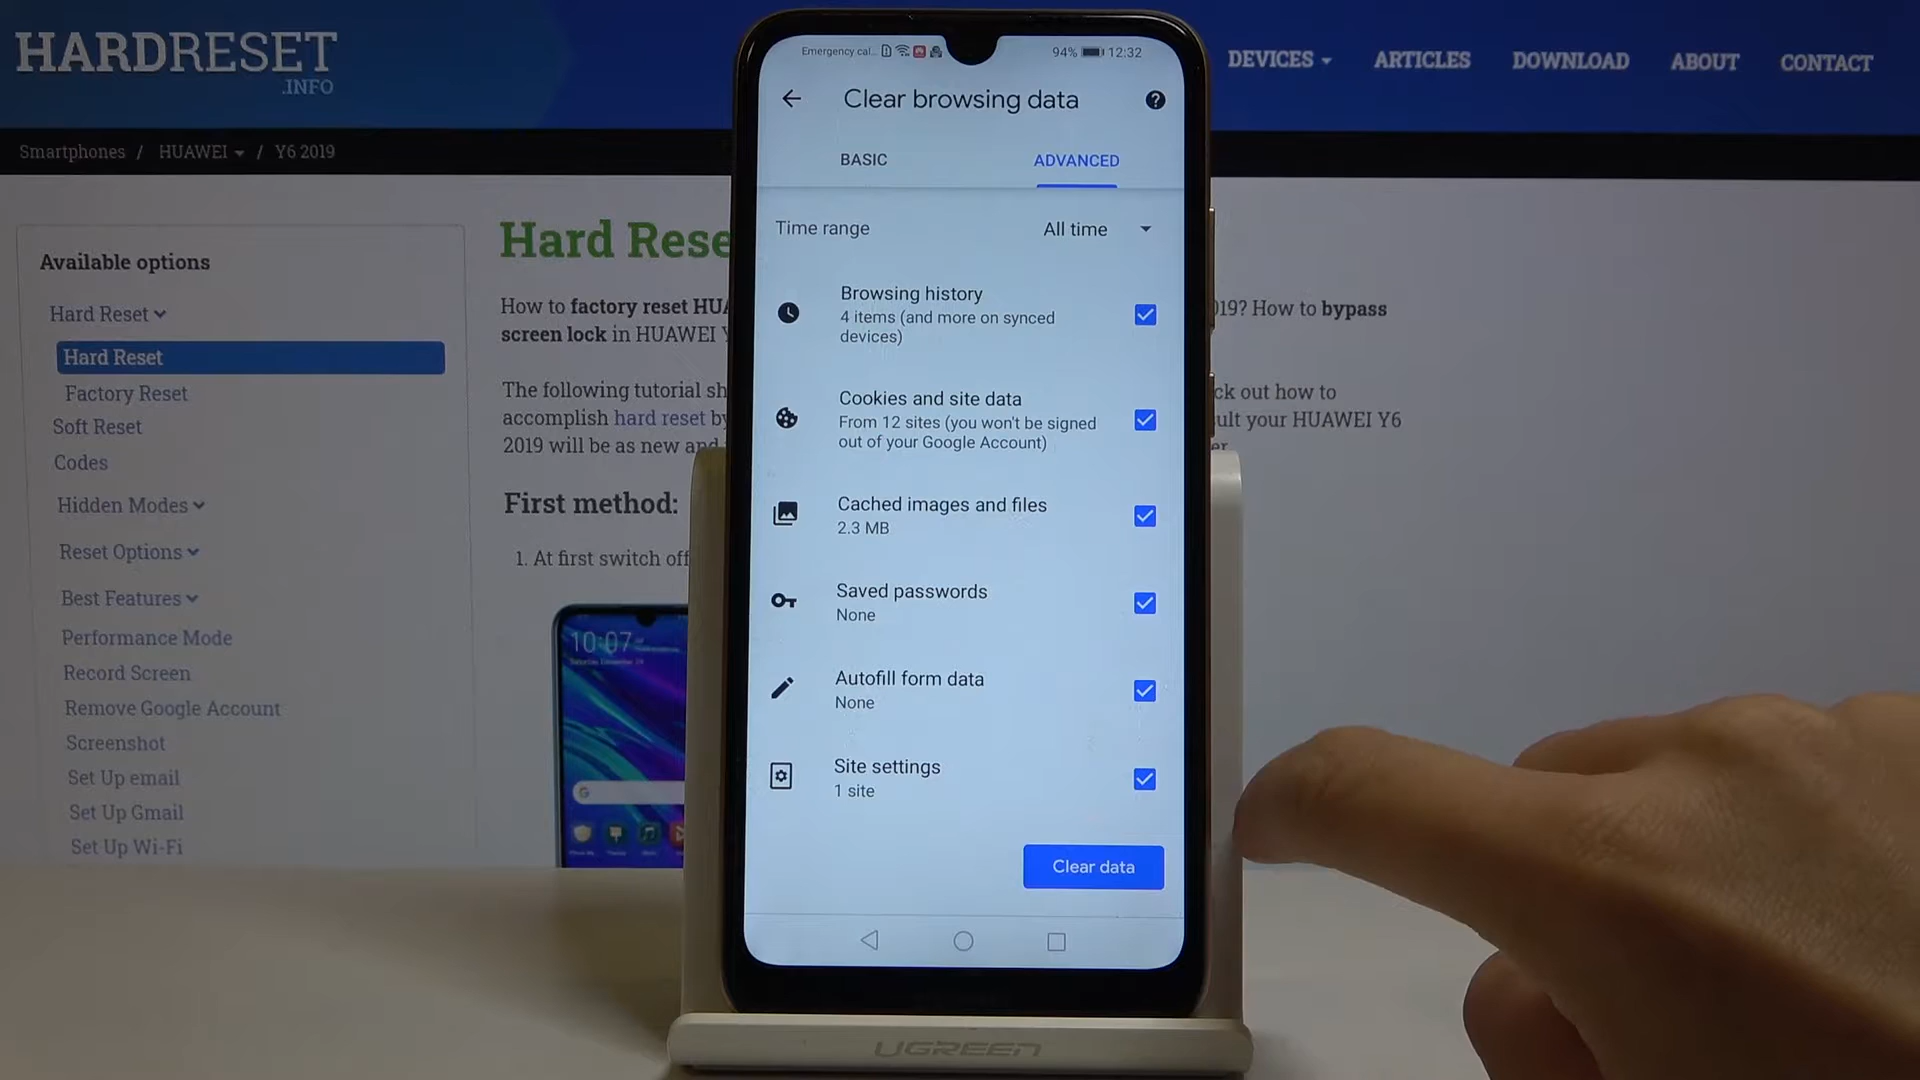 HARDRESET
.INFO
DEVICES
ARTICLES
DOWNLOAD
ABOUT
CONTACT
Smartphones / HUAWEI / Y6 2019
Available options
Hard Reset
Hard Reset
Factory Reset
Soft Reset
Codes
Hidden Modes
Reset Options
Best Features
Performance Mode
Record Screen
Remove Google Account
Screenshot
Set Up email
Set Up Gmail
Set Up Wi-Fi
Hard Rese
How to factory reset HUA
19? How to bypass
screen lock in HUAWEI
The following tutorial sh
ck out how to
accomplish hard reset by
ult your HUAWEI Y6
2019 will be as new and
er.
First method:
1. At first switch off
10:07
Emergency cal...
94%
12:32
Clear browsing data
BASIC
ADVANCED
Time range
All time
Browsing history
4 items (and more on synced
devices)
Cookies and site data
From 12 sites (you won't be signed
out of your Google Account)
Cached images and files
2.3 MB
Saved passwords
None
Autofill form data
None
Site settings
1 site
Clear data
UGREEN